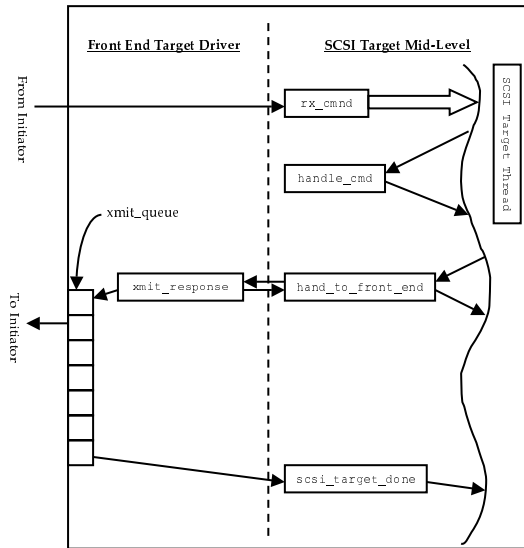 Front End Target Driver
SCSI Target Mid-Level
From Initiator
rx_cmnd
SCSI Target Thread
handle_cmd
xmit_queue
xmit_response
hand_to_front_end
To Initiator
scsi_target_done